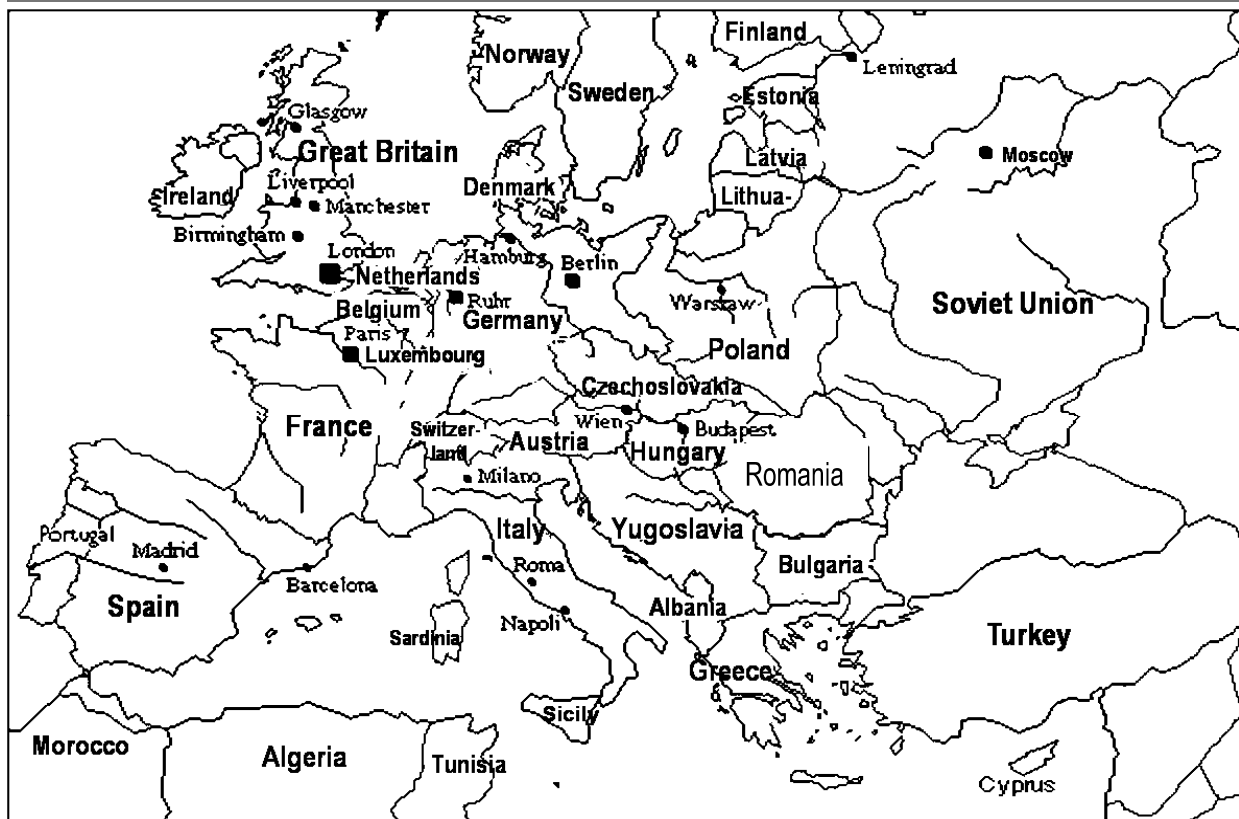 Finland
Norway
Leningrad
Sweden
Estonia
Glasgow
Great Britain
Moscow
Latvia
Liverpool
Denmark
Ireland
Lithua-
Manchester
Birmingham
London
Hamburg
Berlin
Netherlands
Ruhr
Warsaw
Soviet Union
Belgium
Germany
Paris
Poland
Luxembourg
Czechoslovakia
Wien
France
Switzer-
land
Budapest
Austria
Hungary
Milano
Romania
Italy
Yugoslavia
Portugal
Madrid
Roma
Bulgaria
Barcelona
Spain
Albania
Napoli
Sardinia
Turkey
Greece
Sicily
Morocco
Algeria
Tunisia
Cyprus